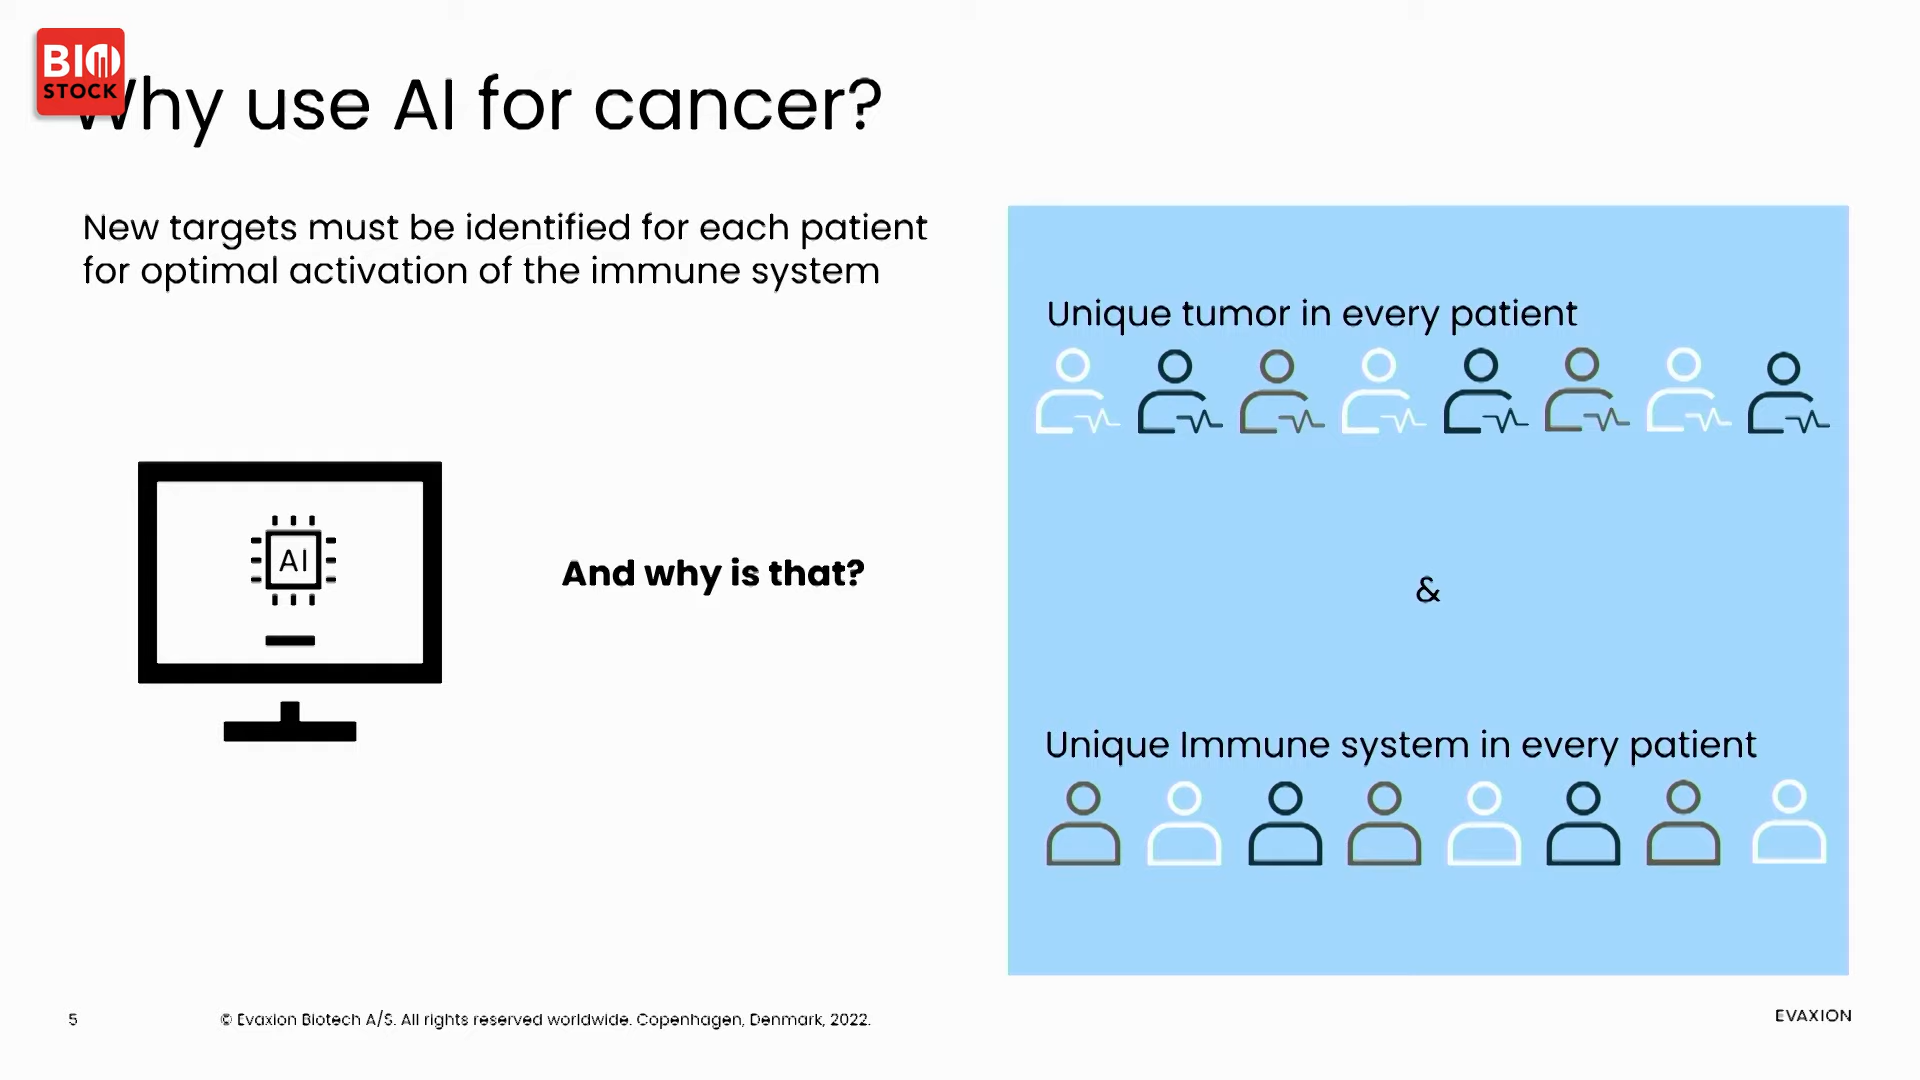 BIO
STOCK
Why use AI for cancer?
New targets must be identified for each patient
for optimal activation of the immune system
Unique tumor in every patient
AI
And why is that?
&
Unique Immune system in every patient
5
© Evaxion Biotech A/S. All rights reserved worldwide. Copenhagen, Denmark, 2022.
EVAXION